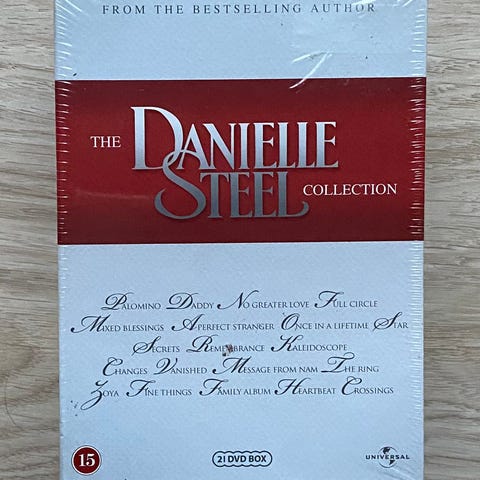 FROM THE BESTSELLING AUTHOR
THE DANIELLE STEEL COLLECTION
PALOMINO DADDY NO GREATER LOVE FULL CIRCLE
MIXED BLESSINGS A PERFECT STRANGER ONCE IN A LIFETIME STAR
SECRETS REMEMBRANCE KALEIDOSCOPE
CHANGES VANISHED MESSAGE FROM NAM THE RING
ZOYA FINE THINGS FAMILY ALBUM HEARTBEAT CROSSINGS
15
21 DVD BOX
UNIVERSAL